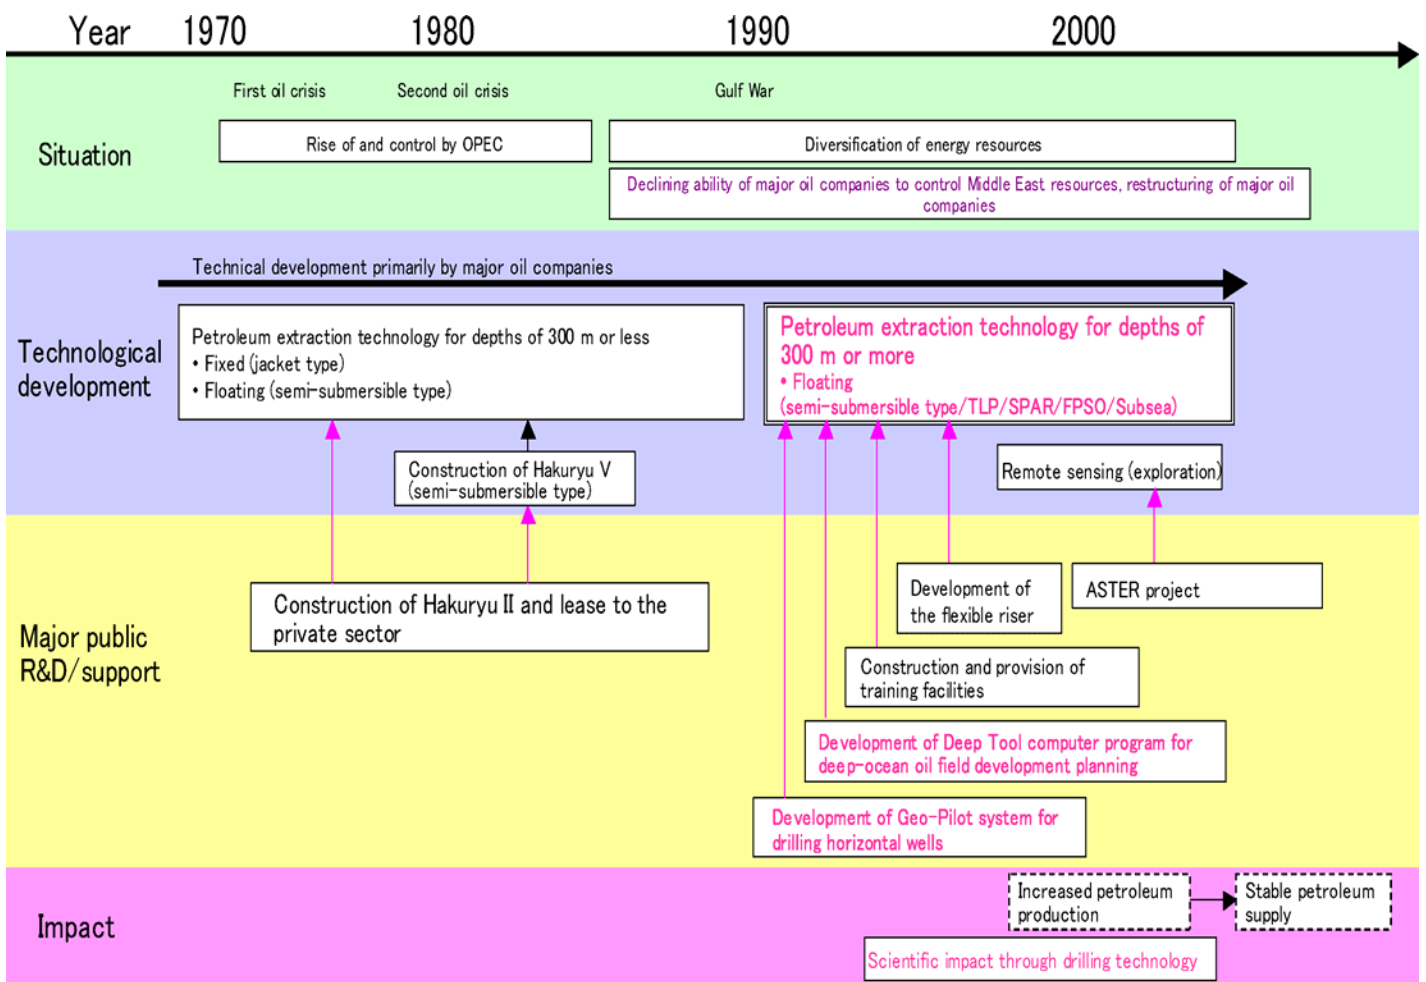 Year 1970 1980 1990 2000
First oil crisis Second oil crisis Gulf War
Situation
Rise of and control by OPEC
Diversification of energy resources
Declining ability of major oil companies to control Middle East resources, restructuring of major oil
companies
Technical development primarily by major oil companies
Technological
development
Petroleum extraction technology for depths of 300 m or less
• Fixed (jacket type)
• Floating (semi-submersible type)
Petroleum extraction technology for depths of
300 m or more
• Floating
(semi-submersible type/TLP/SPAR/FPSO/Subsea)
Construction of Hakuryu V
(semi-submersible type)
Remote sensing (exploration)
Major public
R&D/support
Construction of Hakuryu II and lease to the
private sector
Development of
the flexible riser
ASTER project
Construction and provision of
training facilities
Development of Deep Tool computer program for
deep-ocean oil field development planning
Development of Geo-Pilot system for
drilling horizontal wells
Impact
Increased petroleum
production
Stable petroleum
supply
Scientific impact through drilling technology